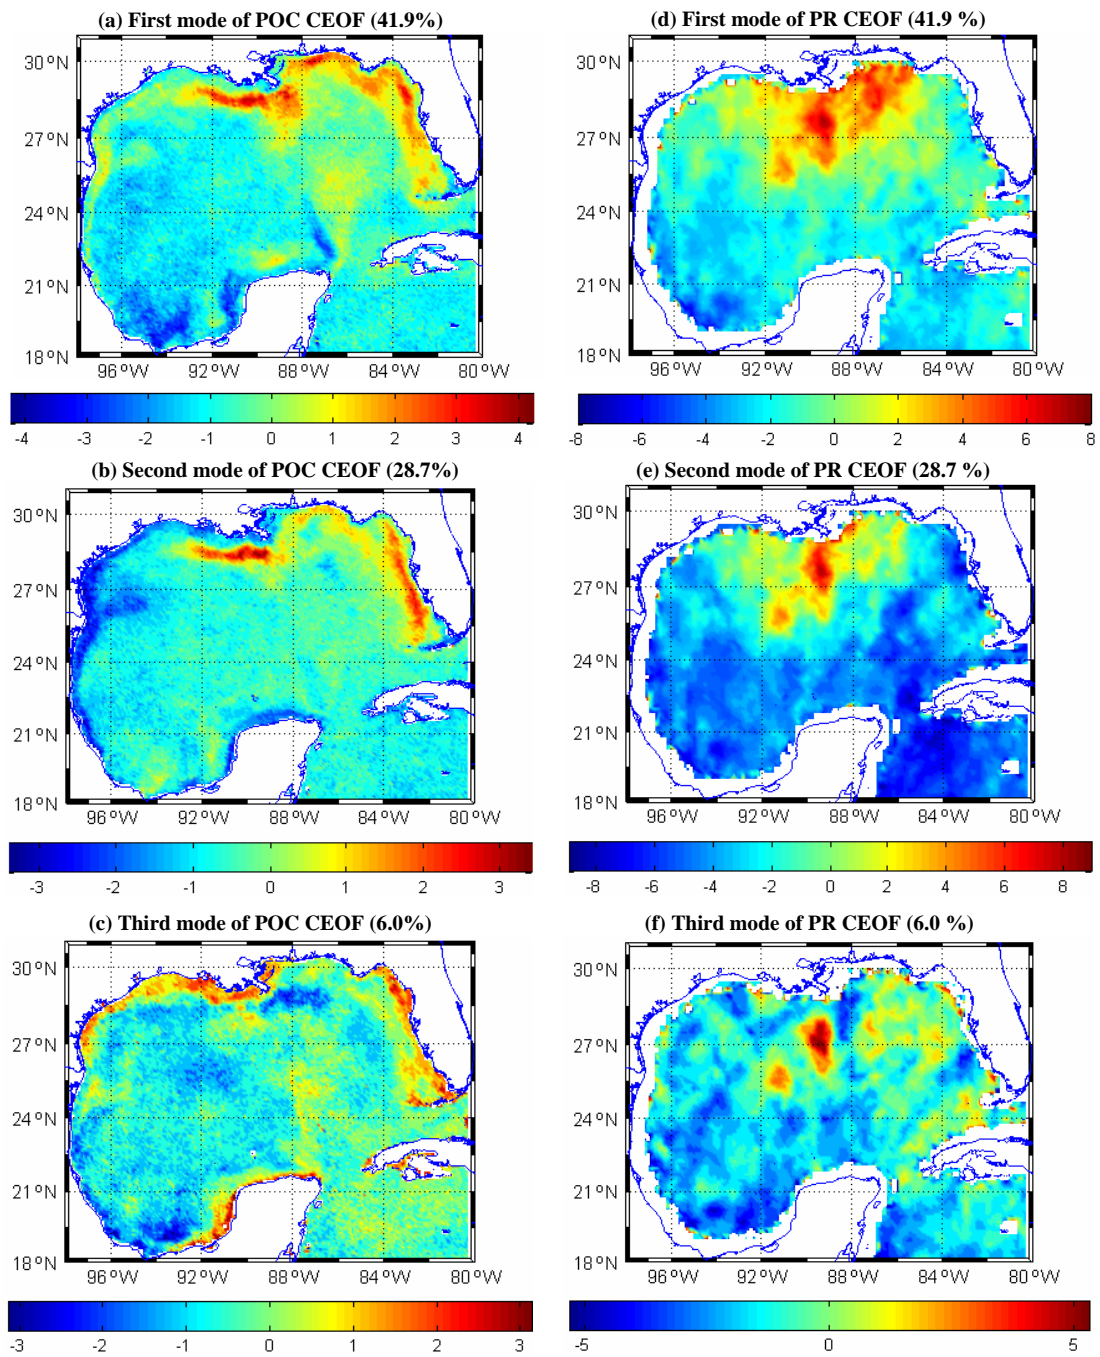 (a) First mode of POC CEOF (41.9%)
30°N
27°N
24°N
21°N
18°N
96°W 92°W 88°W 84°W 80°W
-4 -3 -2 -1 0 1 2 3 4
(d) First mode of PR CEOF (41.9 %)
30°N
27°N
24°N
21°N
18°N
96°W 92°W 88°W 84°W 80°W
-8 -6 -4 -2 0 2 4 6 8
(b) Second mode of POC CEOF (28.7%)
30°N
27°N
24°N
21°N
18°N
96°W 92°W 88°W 84°W 80°W
-3 -2 -1 0 1 2 3
(e) Second mode of PR CEOF (28.7 %)
30°N
27°N
24°N
21°N
18°N
96°W 92°W 88°W 84°W 80°W
-8 -6 -4 -2 0 2 4 6 8
(c) Third mode of POC CEOF (6.0%)
30°N
27°N
24°N
21°N
18°N
96°W 92°W 88°W 84°W 80°W
-3 -2 -1 0 1 2 3
(f) Third mode of PR CEOF (6.0 %)
30°N
27°N
24°N
21°N
18°N
96°W 92°W 88°W 84°W 80°W
-5 0 5